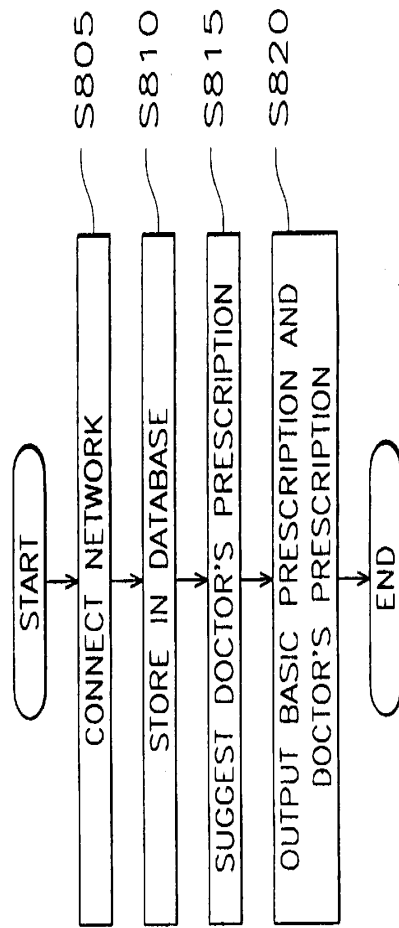 START
CONNECT NETWORK
S805
STORE IN DATABASE
S810
SUGGEST DOCTOR'S PRESCRIPTION
S815
OUTPUT BASIC PRESCRIPTION AND
DOCTOR'S PRESCRIPTION
S820
END